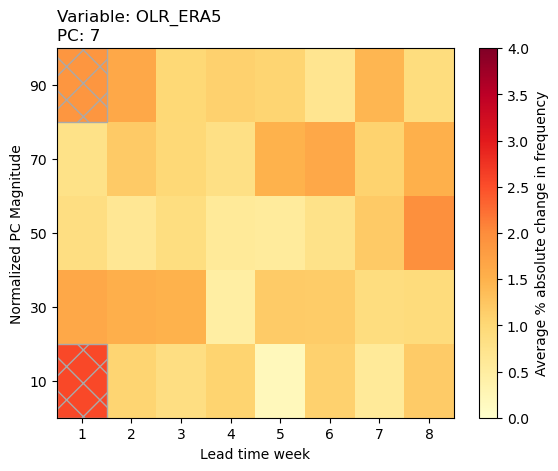 Variable: OLR_ERA5
PC: 7
90
70
50
30
10
Normalized PC Magnitude
1 2 3 4 5 6 7 8
Lead time week
4.0
3.5
3.0
2.5
2.0
1.5
1.0
0.5
0.0
Average % absolute change in frequency